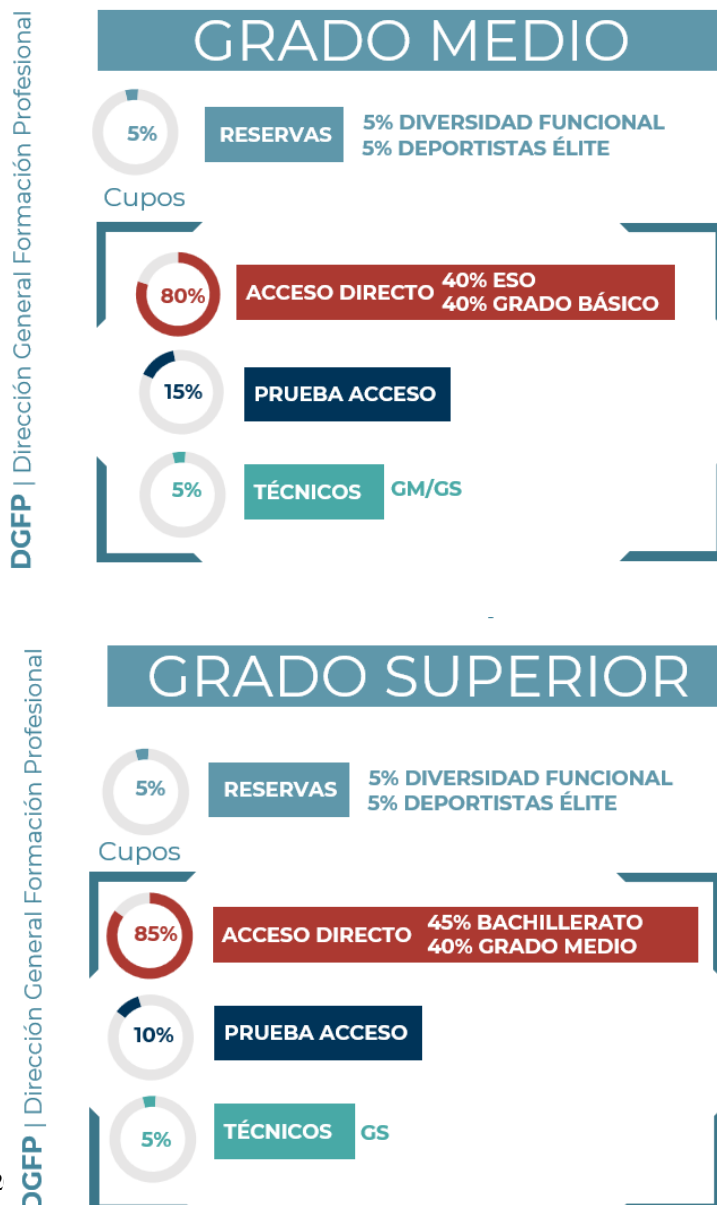 GRADO MEDIO
5%
RESERVAS
5% DIVERSIDAD FUNCIONAL
5% DEPORTISTAS ÉLITE
Cupos
80%
ACCESO DIRECTO
40% ESO
40% GRADO BÁSICO
15%
PRUEBA ACCESO
5%
TÉCNICOS
GM/GS
DGFP | Dirección General Formación Profesional
GRADO SUPERIOR
5%
RESERVAS
5% DIVERSIDAD FUNCIONAL
5% DEPORTISTAS ÉLITE
Cupos
85%
ACCESO DIRECTO
45% BACHILLERATO
40% GRADO MEDIO
10%
PRUEBA ACCESO
5%
TÉCNICOS
GS
DGFP | Dirección General Formación Profesional